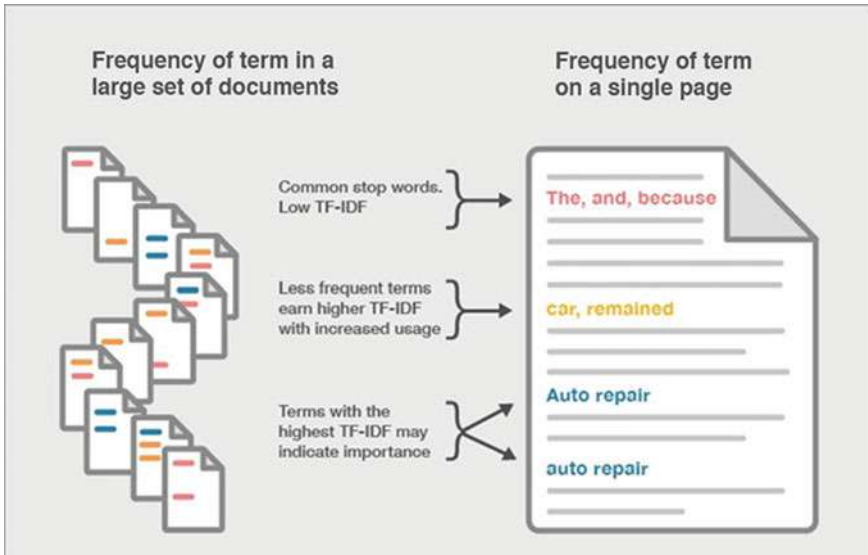 Frequency of term in a
large set of documents
Frequency of term
on a single page
Common stop words.
Low TF-IDF
The, and, because
Less frequent terms
earn higher TF-IDF
with increased usage
car, remained
Terms with the
highest TF-IDF may
indicate importance
Auto repair
auto repair